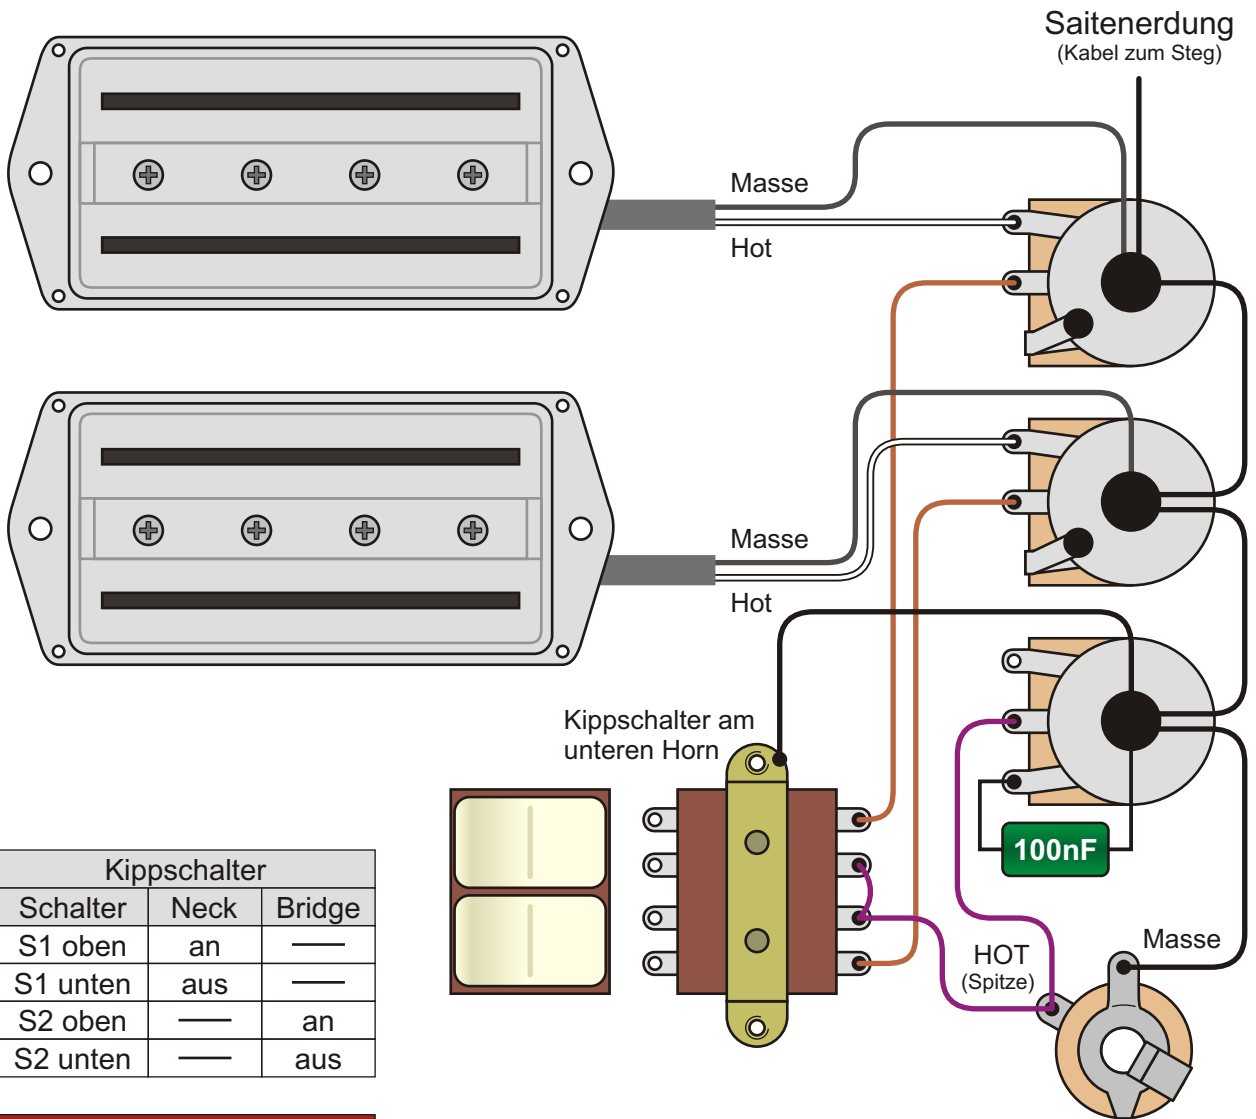 Saitenerdung
(Kabel zum Steg)
Masse
Hot
Masse
Hot
Kippschalter am
unteren Horn
100nF
HOT
(Spitze)
Masse
Kippschalter
Schalter Neck Bridge
S1 oben an —
S1 unten aus —
S2 oben — an
S2 unten — aus